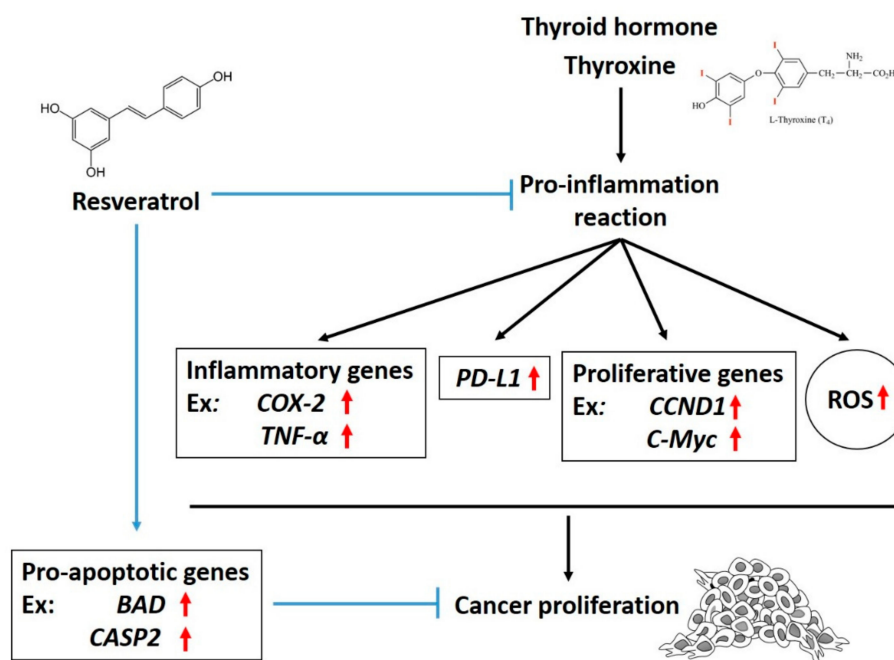 Thyroid hormone
Thyroxine
I
I
I
I
O
HO
NH2
CH2
C
H
CO2H
L-Thyroxine (T4)
OH
HO
OH
Resveratrol
Pro-inflammation
reaction
Inflammatory genes
Ex: COX-2
TNF-α
PD-L1
Proliferative genes
Ex: CCND1
C-Myc
ROS
Pro-apoptotic genes
Ex: BAD
CASP2
Cancer proliferation